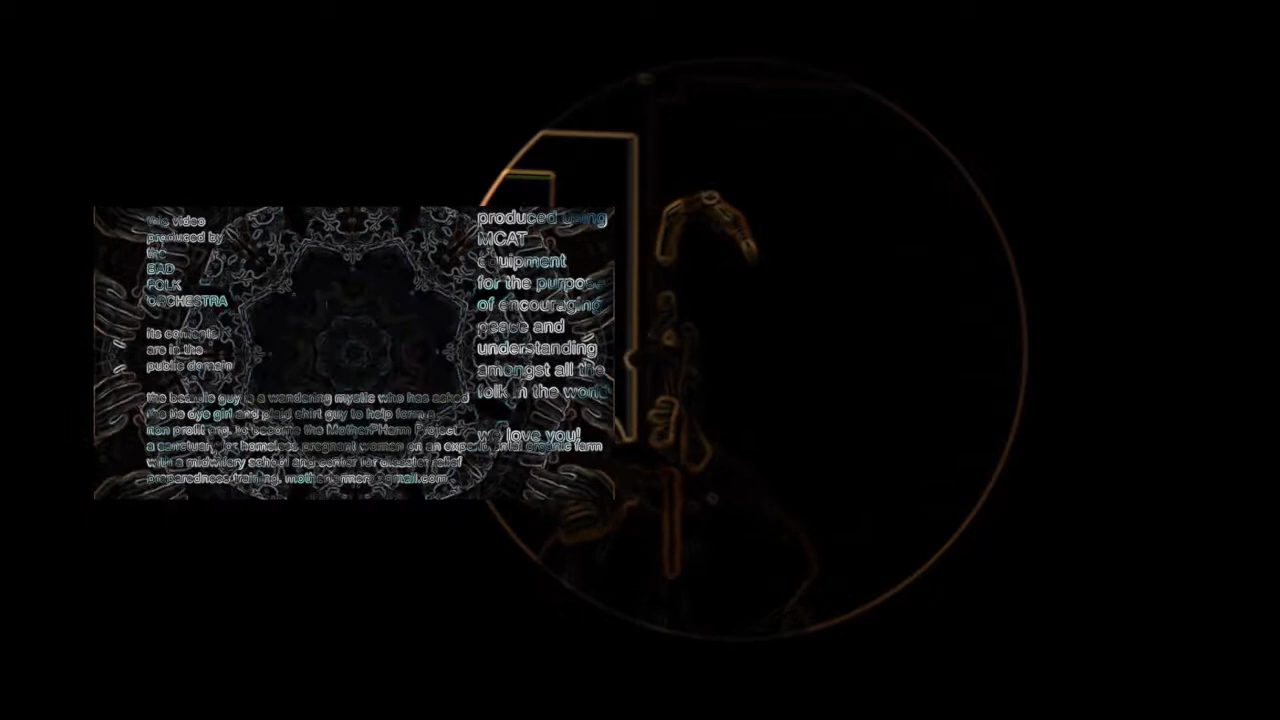 this video
produced by
the
BAD
FOLK
ORCHESTRA
its contents
are in the
public domain
produced using
MCAT
equipment
for the purpose
of encouraging
peace and
understanding
amongst all the
folk in the world
we love you!
the beardie guy is a wandering mystic who has asked
the tie dye girl and plaid shirt guy to help form a
non profit org. to become the MotherPHarm Project
a sanctuary for homeless pregnant women on an experimental organic farm
with a midwifery school and center for disaster relief
preparedness training.